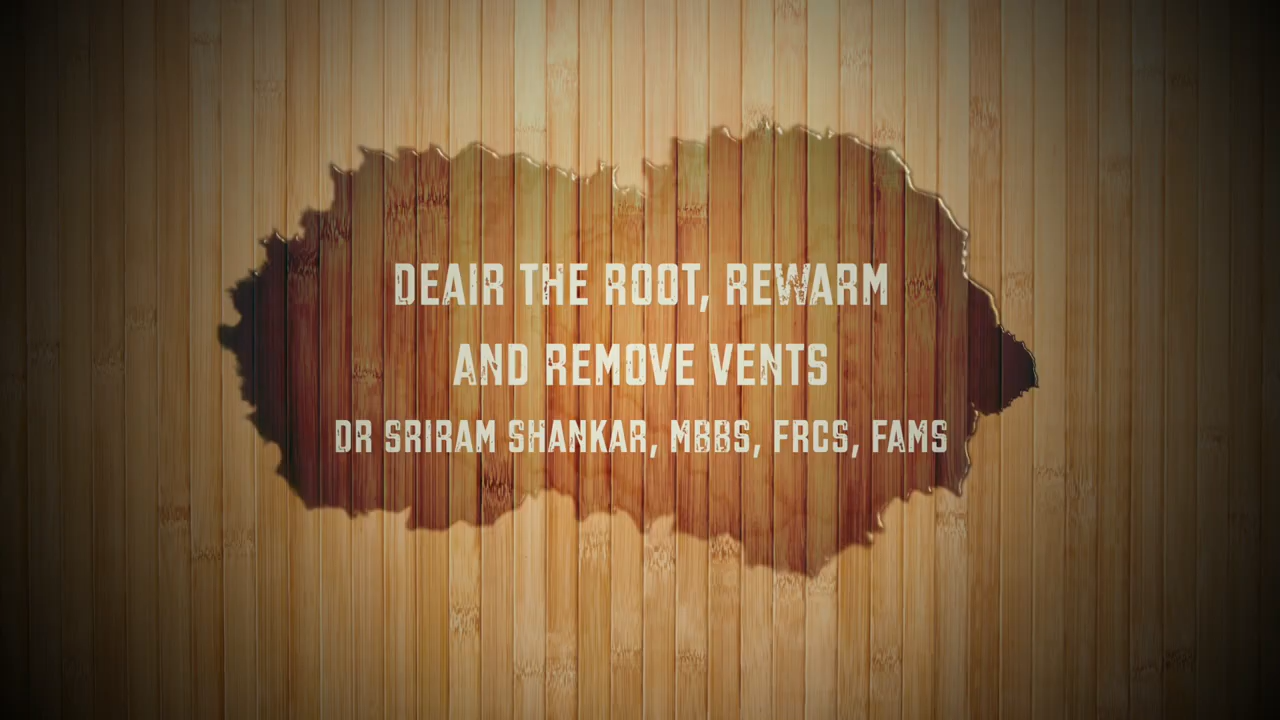 DEAIR THE ROOT, REWARM
AND REMOVE VENTS
DR SRIRAM SHANKAR, MBBS, FRCS, FAMS